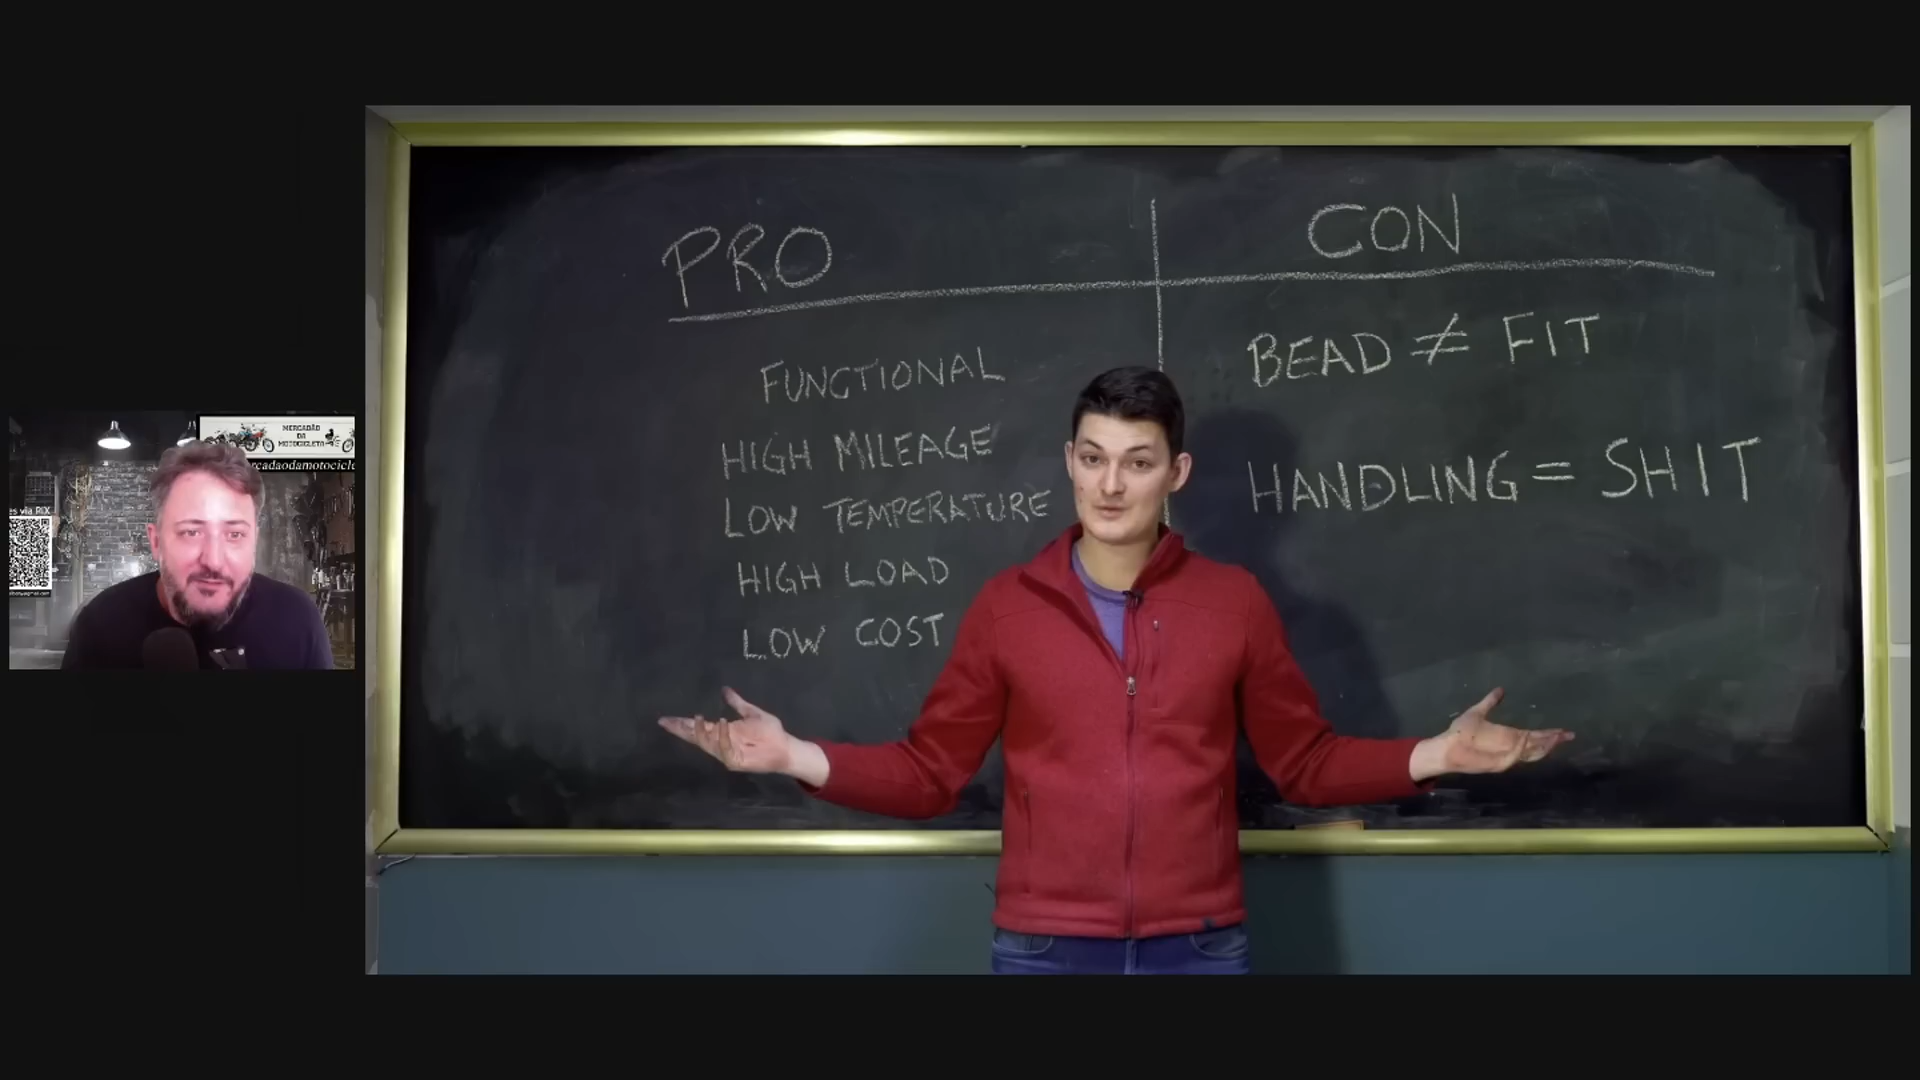 PRO
CON
FUNCTIONAL
HIGH MILEAGE
LOW TEMPERATURE
HIGH LOAD
LOW COST
BEAD ≠ FIT
HANDLING = SHIT
MERCADÃO
DA
MOTOCICLETA
rcadaodamotocicle
es via PIX